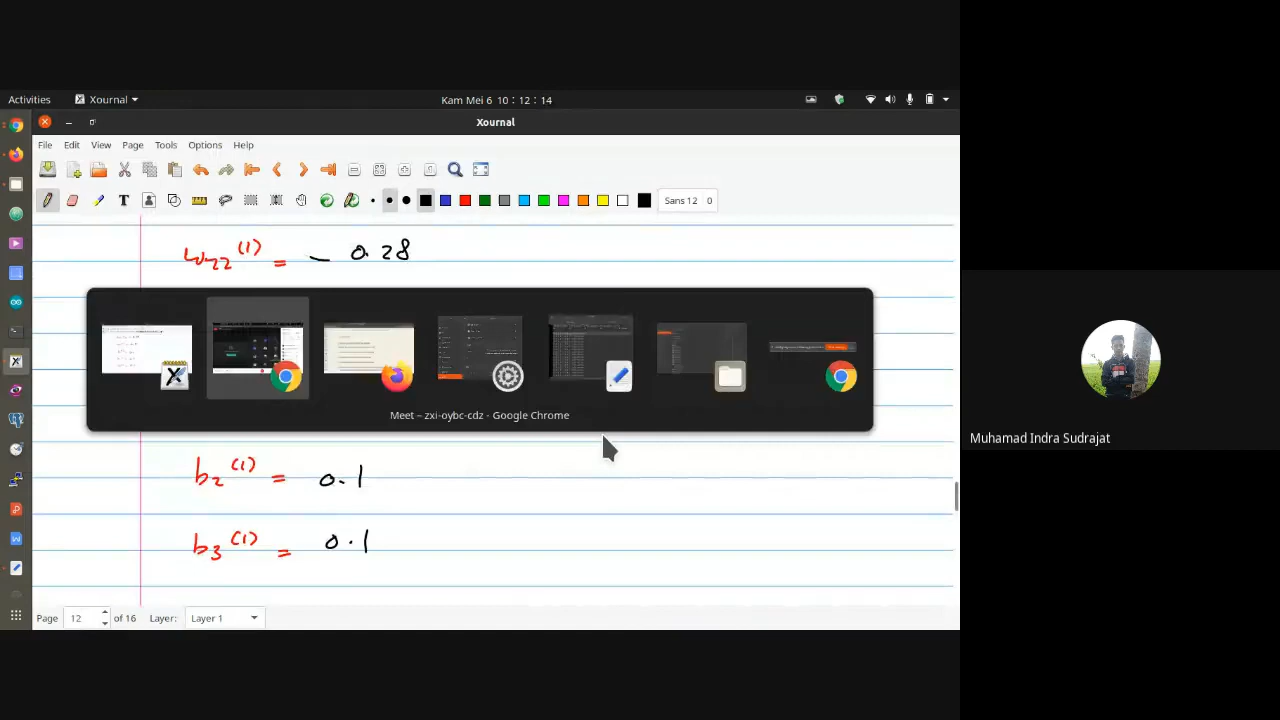 Activities
Xournal
Kam Mei 6 10 : 12 : 14
Xournal
File Edit View Page Tools Options Help
T
Sans 12 0
w22 (1) = - 0.28
Meet – zxi-oybc-cdz - Google Chrome
b2 (1) = 0.1
b3 (1) = 0.1
Page 12 of 16 Layer: Layer 1
Muhamad Indra Sudrajat